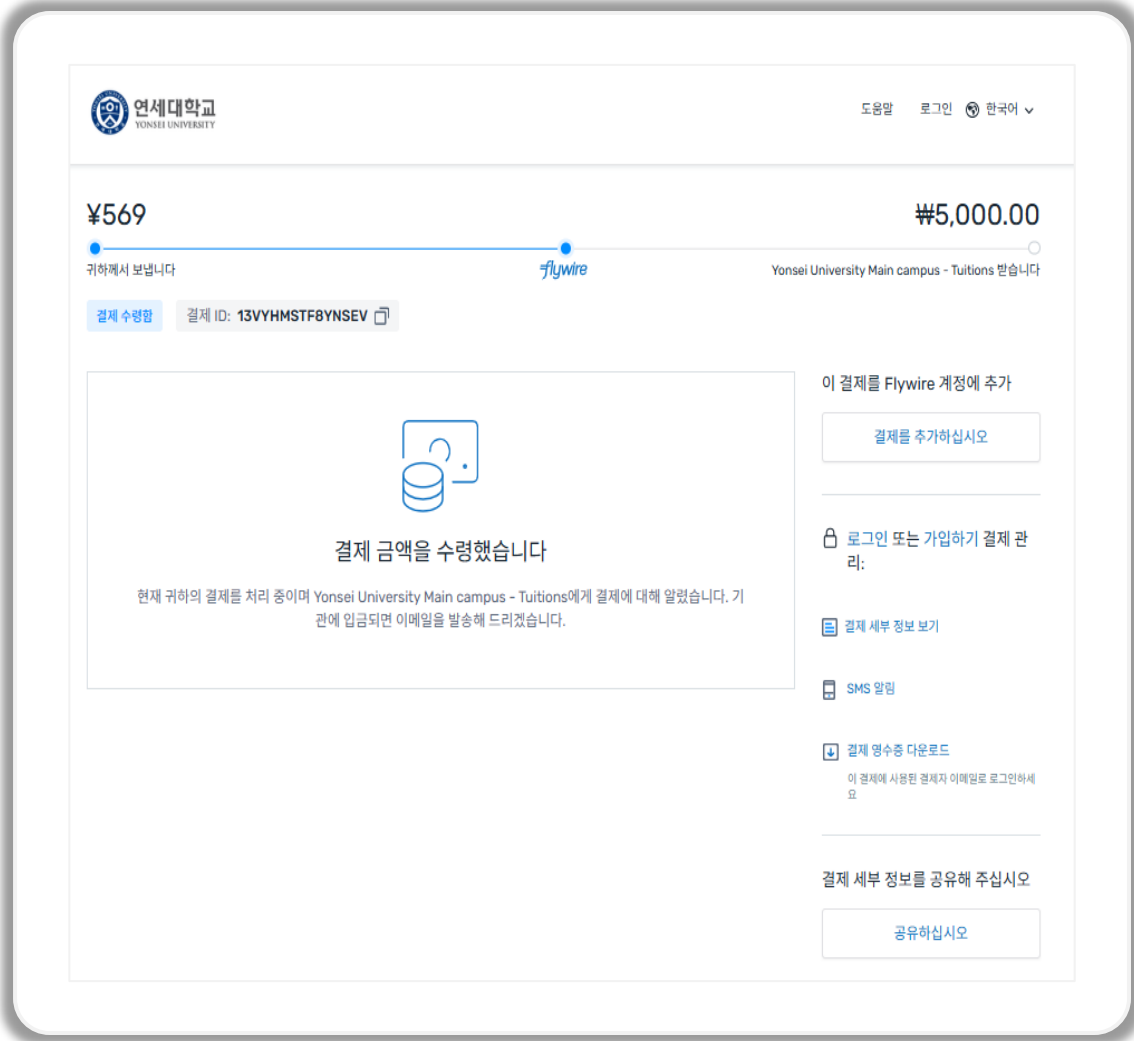 연세대학교
YONSEI UNIVERSITY
도움말 로그인 한국어
¥569 ₩5,000.00
귀하께서 보냅니다 flywire Yonsei University Main campus - Tuitions 받습니다
결제 수령함 결제 ID: 13VYHMSTF8YNSEV
결제 금액을 수령했습니다
현재 귀하의 결제를 처리 중이며 Yonsei University Main campus - Tuitions에게 결제에 대해 알렸습니다. 기
관에 입금되면 이메일을 발송해 드리겠습니다.
이 결제를 Flywire 계정에 추가
결제를 추가하십시오
로그인 또는 가입하기 결제 관
리:
결제 세부 정보 보기
SMS 알림
결제 영수증 다운로드
이 결제에 사용된 결제자 이메일로 로그인하세
요
결제 세부 정보를 공유해 주십시오
공유하십시오